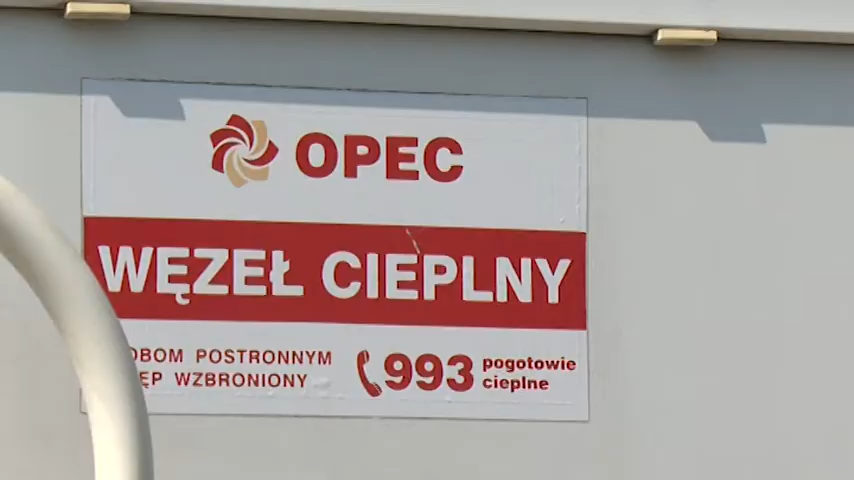 OPEC
WĘZEŁ CIEPLNY
POSTRONNYM
WZBRONIONY
993
pogotowie
cieplne